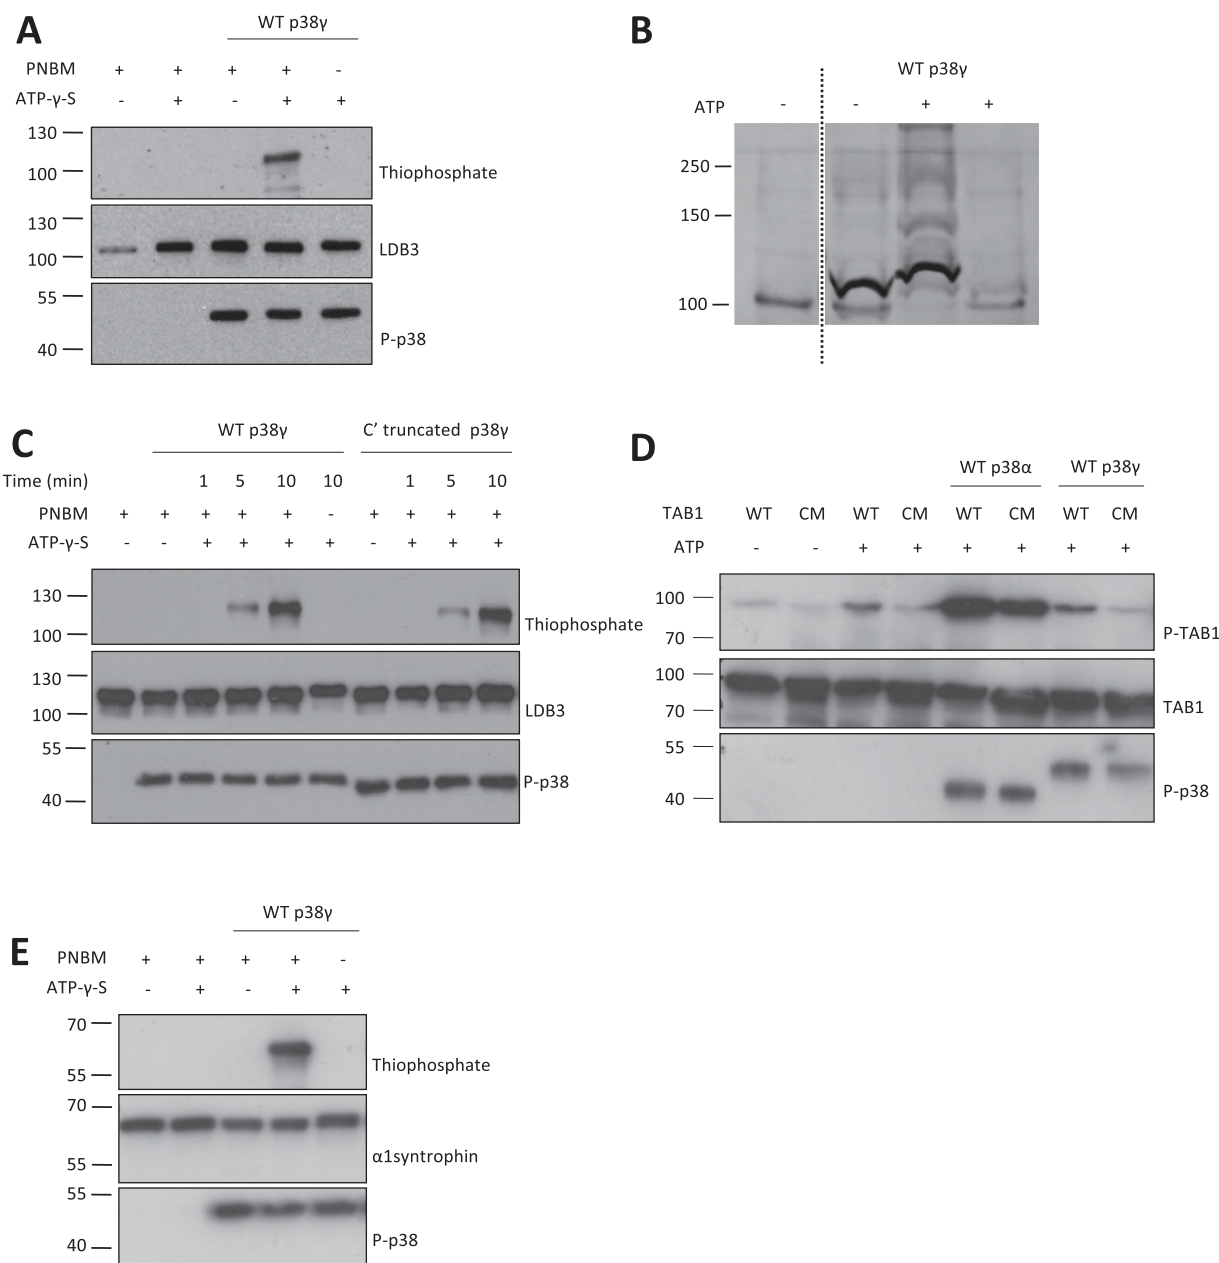 A
WT p38γ
PNBM + + + + -
ATP-γ-S - + - + +
130
100
Thiophosphate
130
100
LDB3
55
40
P-p38
B
WT p38γ
ATP - - + +
250
150
100
C
WT p38γ C’ truncated p38γ
Time (min) 1 5 10 10 1 5 10
PNBM + + + + + - + + + +
ATP-γ-S - - + + + + - + + +
130
100
Thiophosphate
130
100
LDB3
55
40
P-p38
D
WT p38α WT p38γ
TAB1 WT CM WT CM WT CM WT CM
ATP - - + + + + + +
100
70
P-TAB1
100
70
TAB1
55
40
P-p38
E
WT p38γ
PNBM + + + + -
ATP-γ-S - + - + +
70
55
Thiophosphate
70
55
α1syntrophin
55
40
P-p38